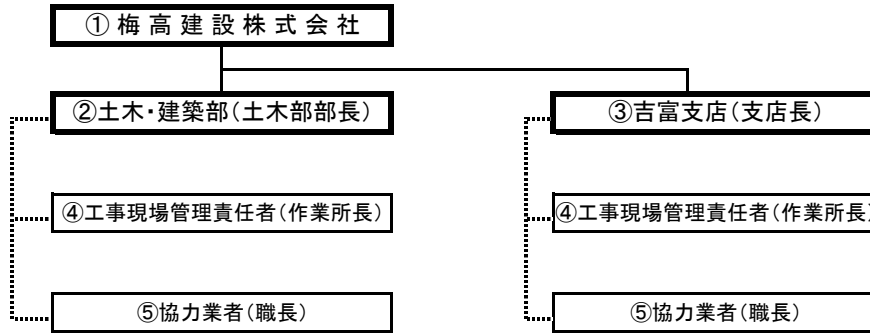 ①梅高建設株式会社
②土木・建築部（土木部部長）
③吉富支店（支店長）
④工事現場管理責任者（作業所長）
④工事現場管理責任者（作業所長）
⑤協力業者（職長）
⑤協力業者（職長）